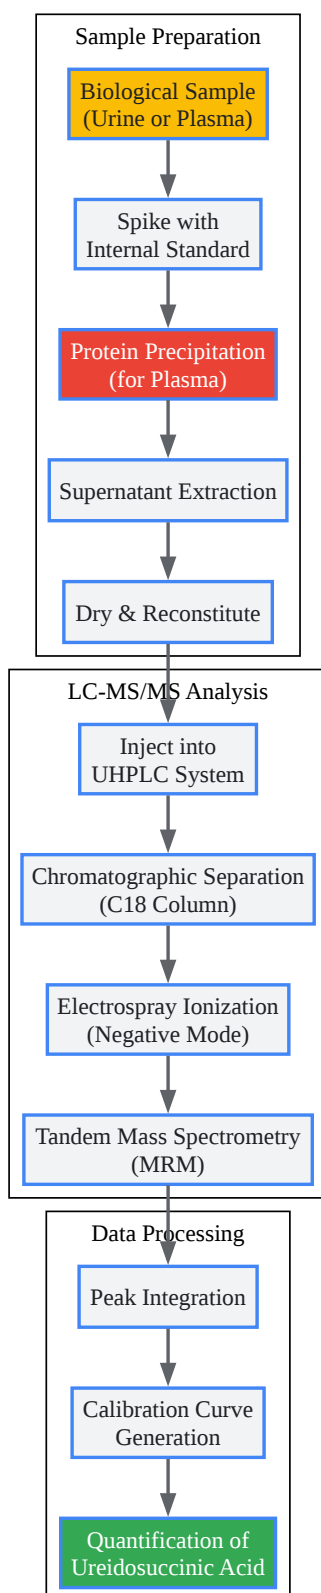 Sample Preparation
Biological Sample
(Urine or Plasma)
Spike with
Internal Standard
Protein Precipitation
(for Plasma)
Supernatant Extraction
Dry & Reconstitute
LC-MS/MS Analysis
Inject into
UHPLC System
Chromatographic Separation
(C18 Column)
Electrospray Ionization
(Negative Mode)
Tandem Mass Spectrometry
(MRM)
Data Processing
Peak Integration
Calibration Curve
Generation
Quantification of
Ureidosuccinic Acid